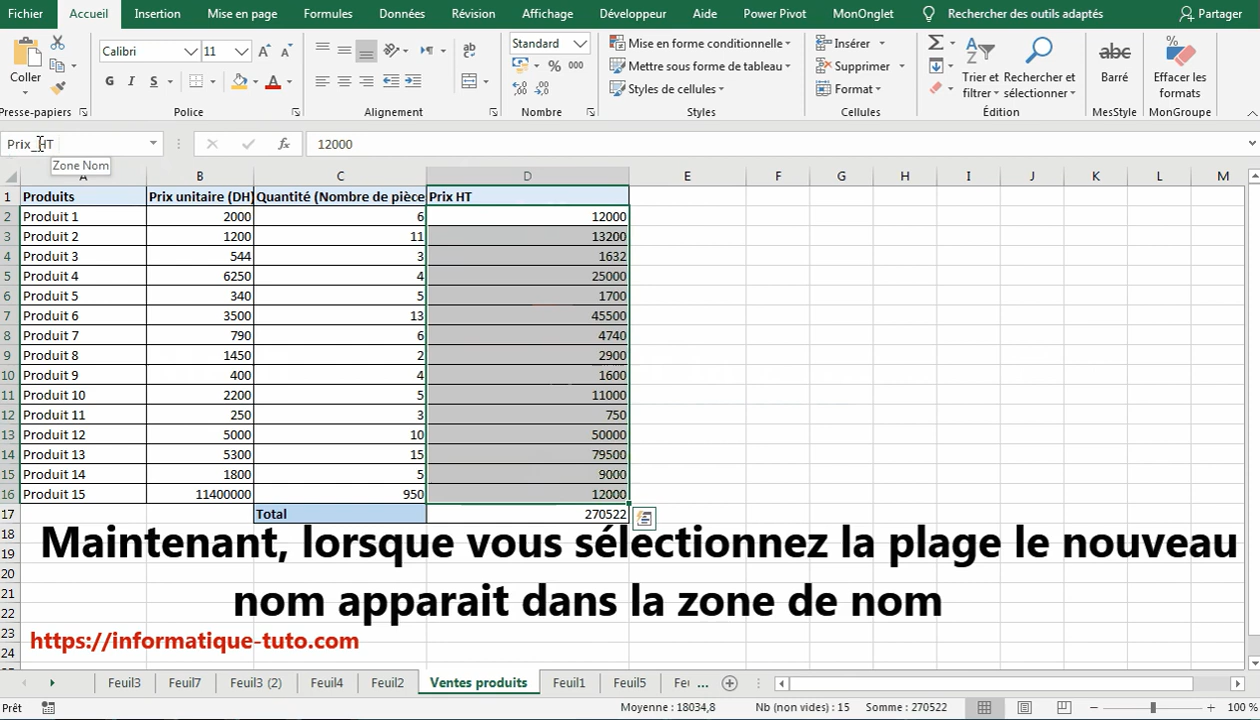 Fichier Accueil Insertion Mise en page Formules Données Révision Affichage Développeur Aide Power Pivot MonOnglet Rechercher des outils adaptés Partager
Coller
Calibri 11
G I S
Standard
% 000
Mise en forme conditionnelle
Mettre sous forme de tableau
Styles de cellules
Insérer
Supprimer
Format
Trier et filtrer
Rechercher et sélectionner
abc
Barré
Effacer les formats
Presse-papiers Police Alignement Nombre Styles Cellules Édition MesStyle MonGroupe
Prix_HT fx 12000
Zone Nom
A B C D E F G H I J K L M
1 Produits Prix unitaire (DH) Quantité (Nombre de pièce Prix HT
2 Produit 1 2000 6 12000
3 Produit 2 1200 11 13200
4 Produit 3 544 3 1632
5 Produit 4 6250 4 25000
6 Produit 5 340 5 1700
7 Produit 6 3500 13 45500
8 Produit 7 790 6 4740
9 Produit 8 1450 2 2900
10 Produit 9 400 4 1600
11 Produit 10 2200 5 11000
12 Produit 11 250 3 750
13 Produit 12 5000 10 50000
14 Produit 13 5300 15 79500
15 Produit 14 1800 5 9000
16 Produit 15 11400000 950 12000
17 Total 270522
18
Maintenant, lorsque vous sélectionnez la plage le nouveau
19
20
nom apparait dans la zone de nom
21
22
23
https://informatique-tuto.com
24
Feuil3 Feuil7 Feuil3 (2) Feuil4 Feuil2 Ventes produits Feuil1 Feuil5 ...
Prêt Moyenne : 18034,8 Nb (non vides) : 15 Somme : 270522 100 %